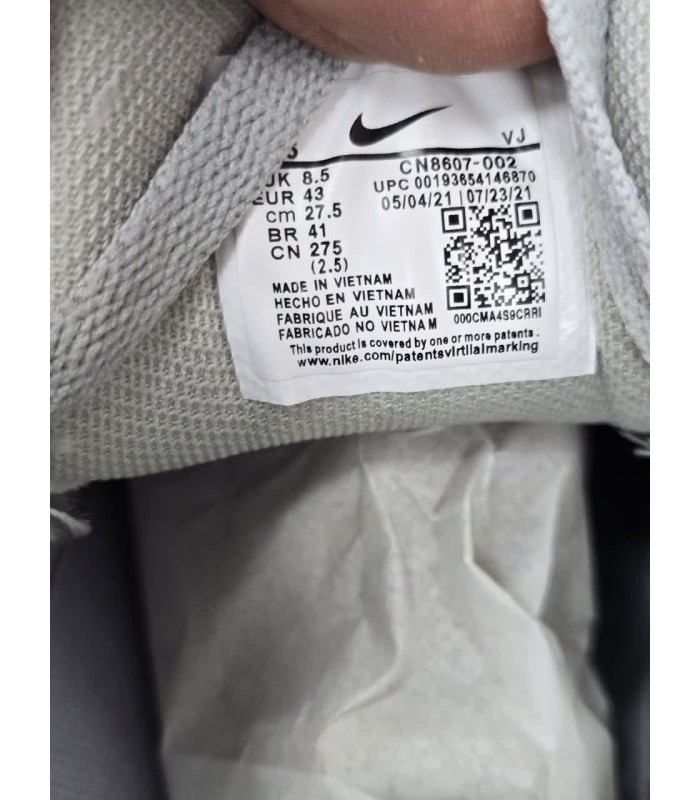 VJ
UK 8.5
EUR 43
cm 27.5
BR 41
CN 275
(2.5)
CN8607-002
UPC 00193654146870
05/04/21 | 07/23/21
000CMA4S9CRRI
MADE IN VIETNAM
HECHO EN VIETNAM
FABRIQUE AU VIETNAM
FABRICADO NO VIETNAM
This product is covered by one or more patents :
www.nike.com/patentsvirtlialmarking